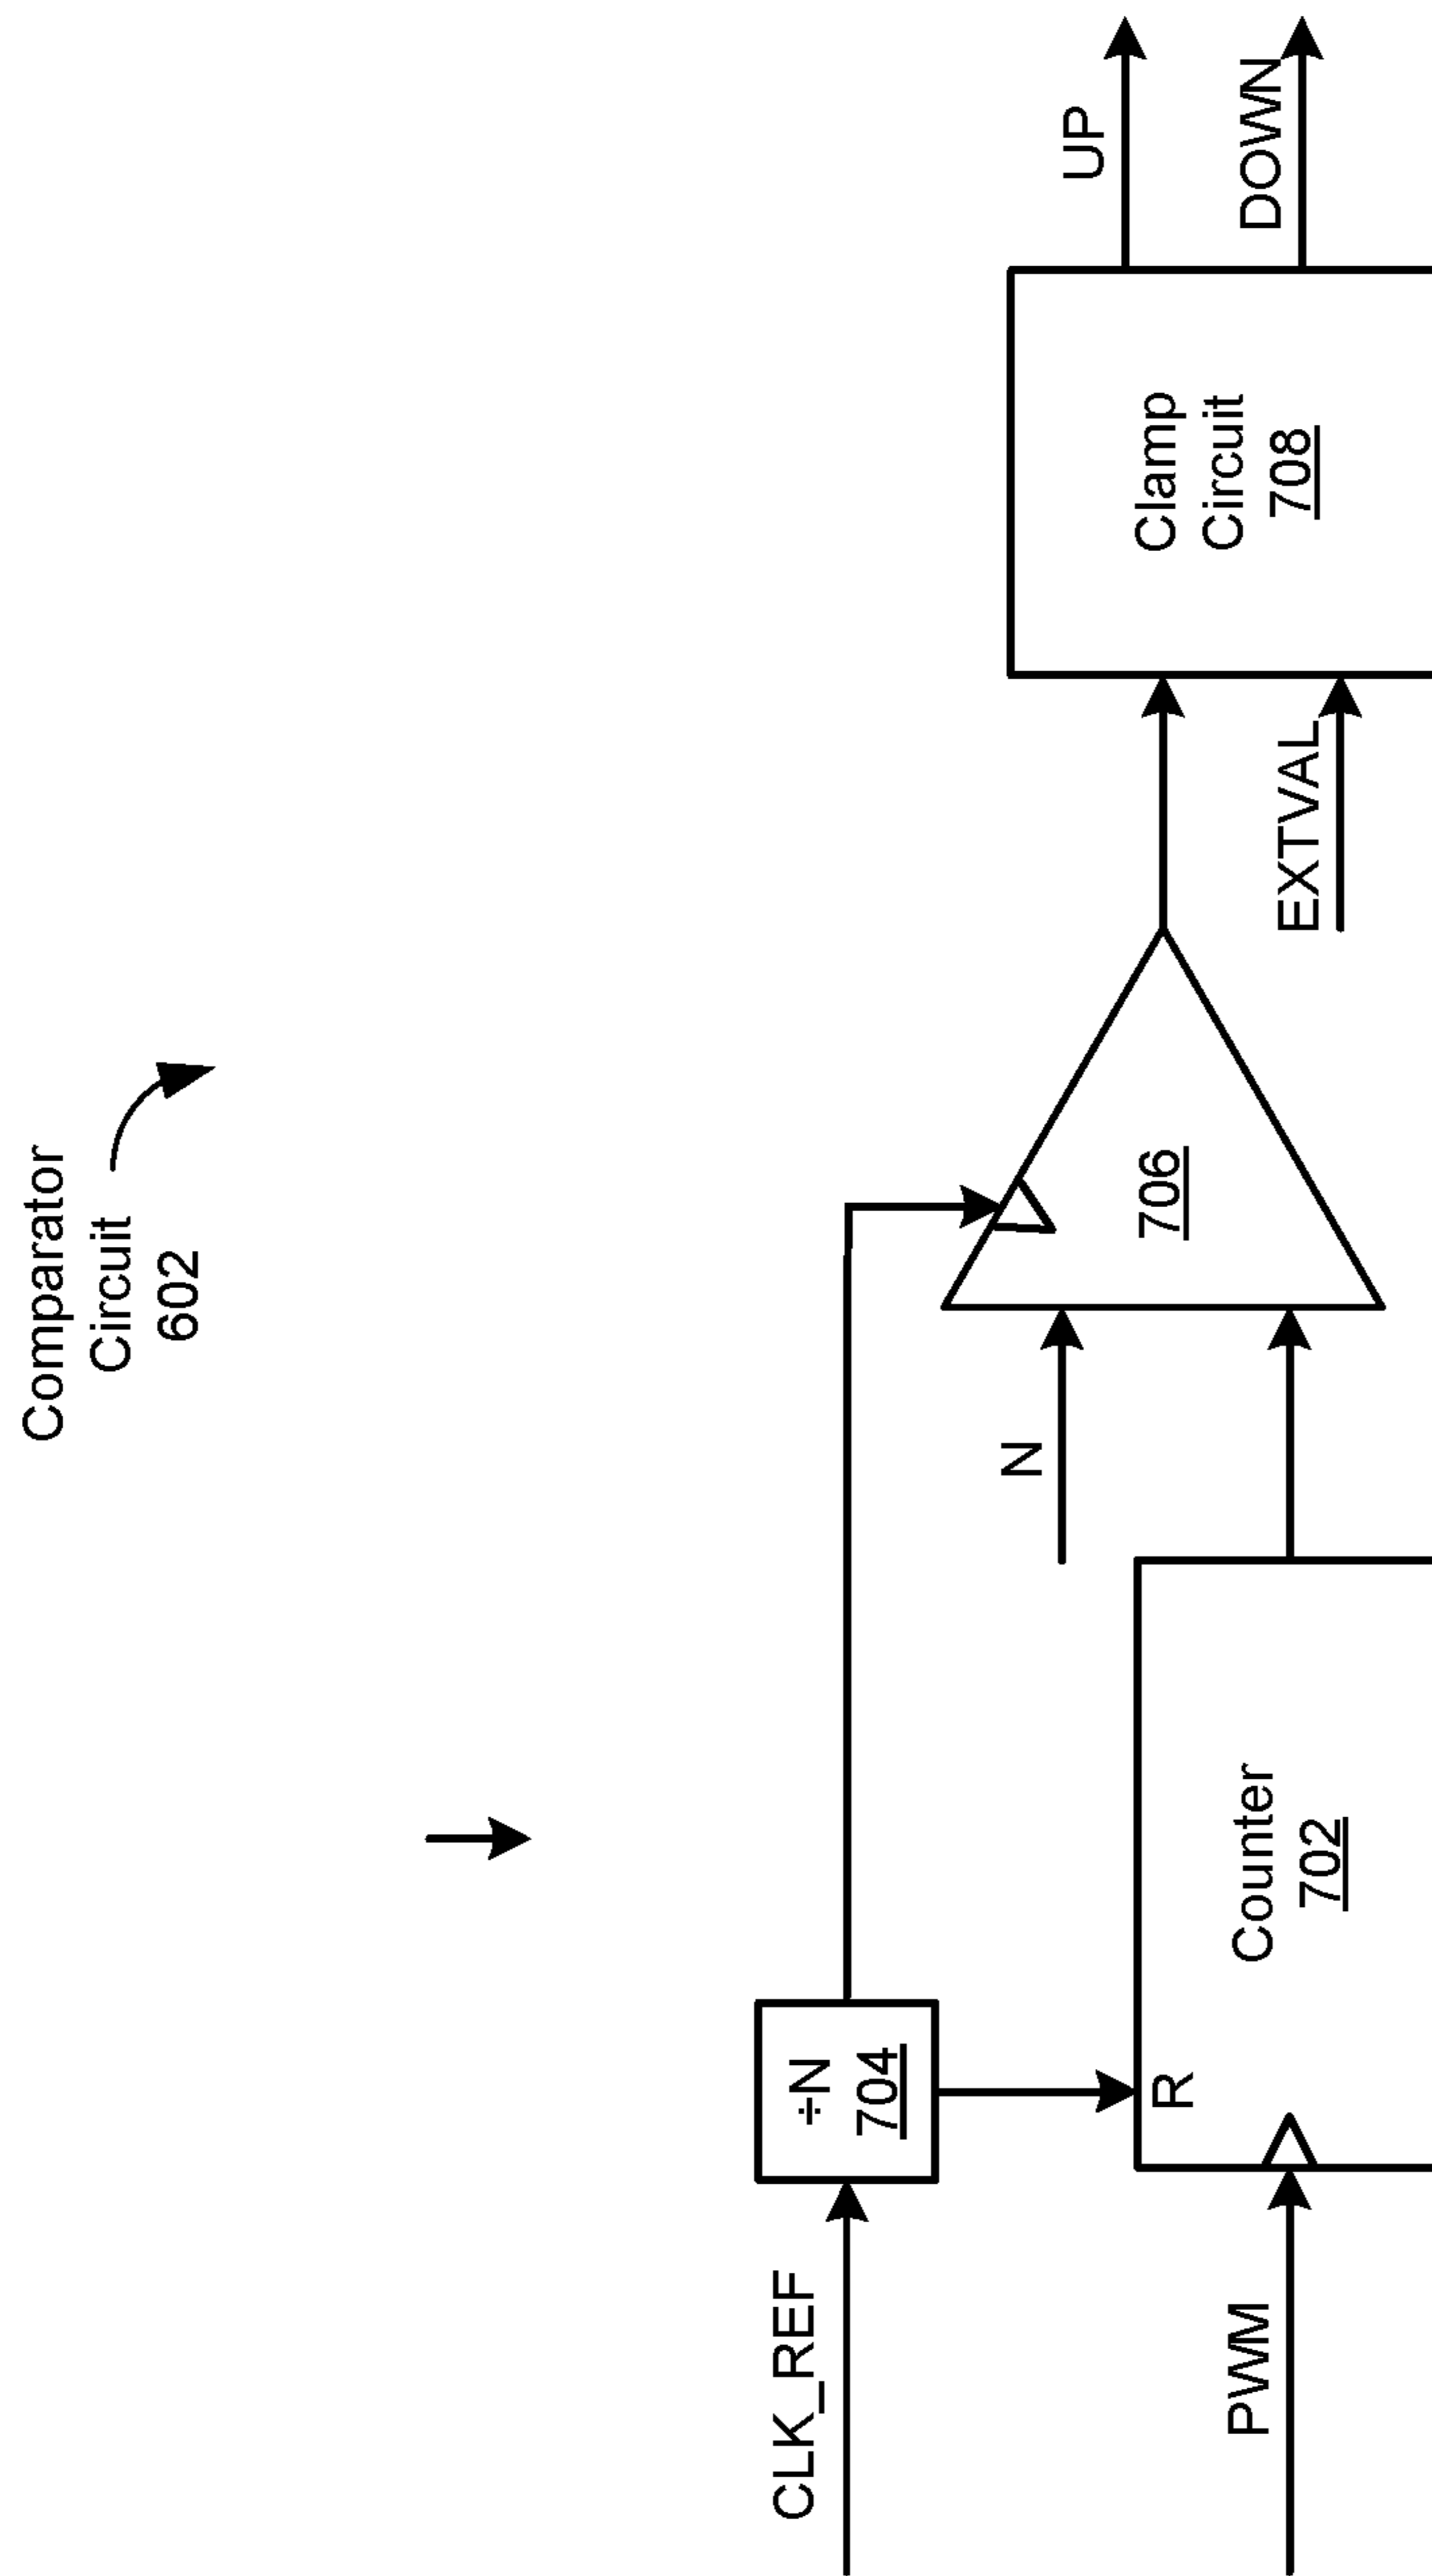 Comparator
Circuit
602
CLK_REF
÷N
704
PWM
R
Counter
702
N
706
EXTVAL
Clamp
Circuit
708
UP
DOWN